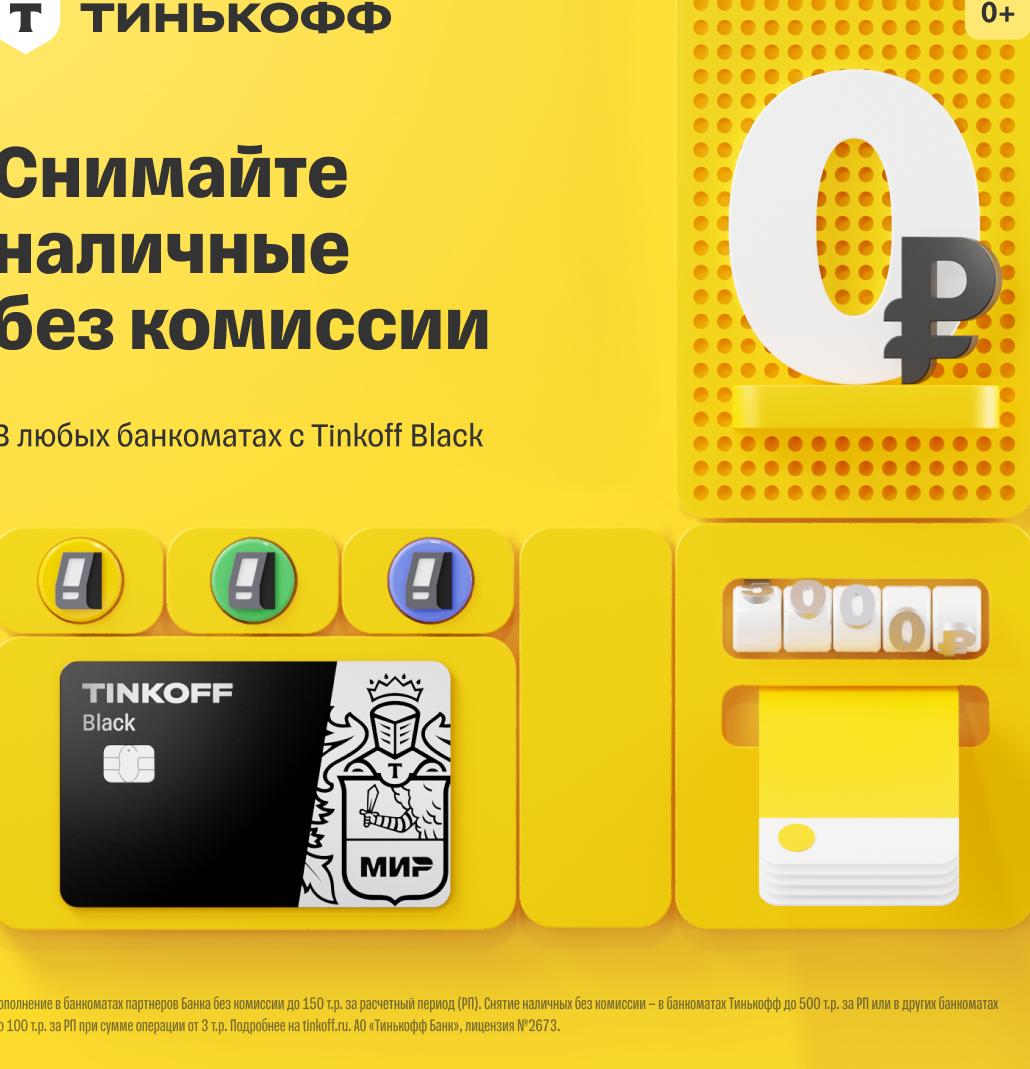 Т ТИНЬКОФФ
0+
Снимайте
наличные
без комиссии
В любых банкоматах с Tinkoff Black
0 ₽
5000₽
TINKOFF
Black
Т
МИР
ополнение в банкоматах партнеров Банка без комиссии до 150 т.р. за расчетный период (РП). Снятие наличных без комиссии – в банкоматах Тинькофф до 500 т.р. за РП или в других банкоматах
о 100 т.р. за РП при сумме операции от 3 т.р. Подробнее на tinkoff.ru. АО «Тинькофф Банк», лицензия №2673.